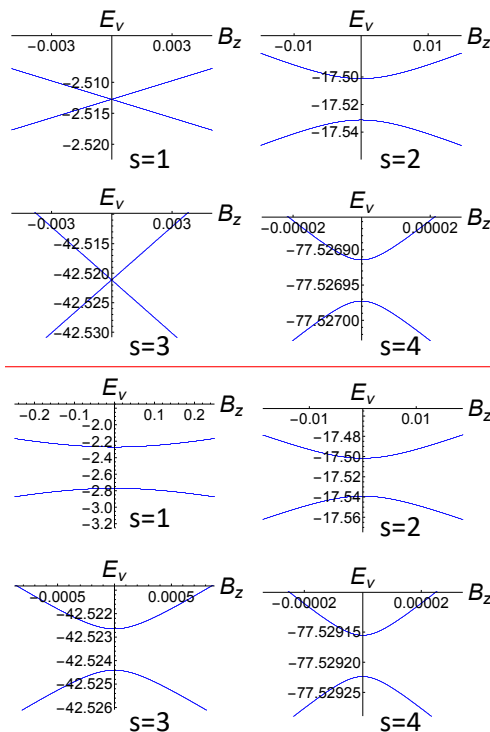 E_v
-0.003 0.003 B_z
-2.510
-2.515
-2.520
s=1
E_v
-0.01 0.01 B_z
-17.50
-17.52
-17.54
s=2
E_v
-0.003 0.003 B_z
-42.515
-42.520
-42.525
-42.530
s=3
E_v
-0.00002 0.00002 B_z
-77.52690
-77.52695
-77.52700
s=4
E_v
-0.2 -0.1 0.1 0.2 B_z
-2.0
-2.2
-2.4
-2.6
-2.8
-3.0
-3.2
s=1
E_v
-0.01 0.01 B_z
-17.48
-17.50
-17.52
-17.54
-17.56
s=2
E_v
-0.0005 0.0005 B_z
-42.522
-42.523
-42.524
-42.525
-42.526
s=3
E_v
-0.00002 0.00002 B_z
-77.52915
-77.52920
-77.52925
s=4